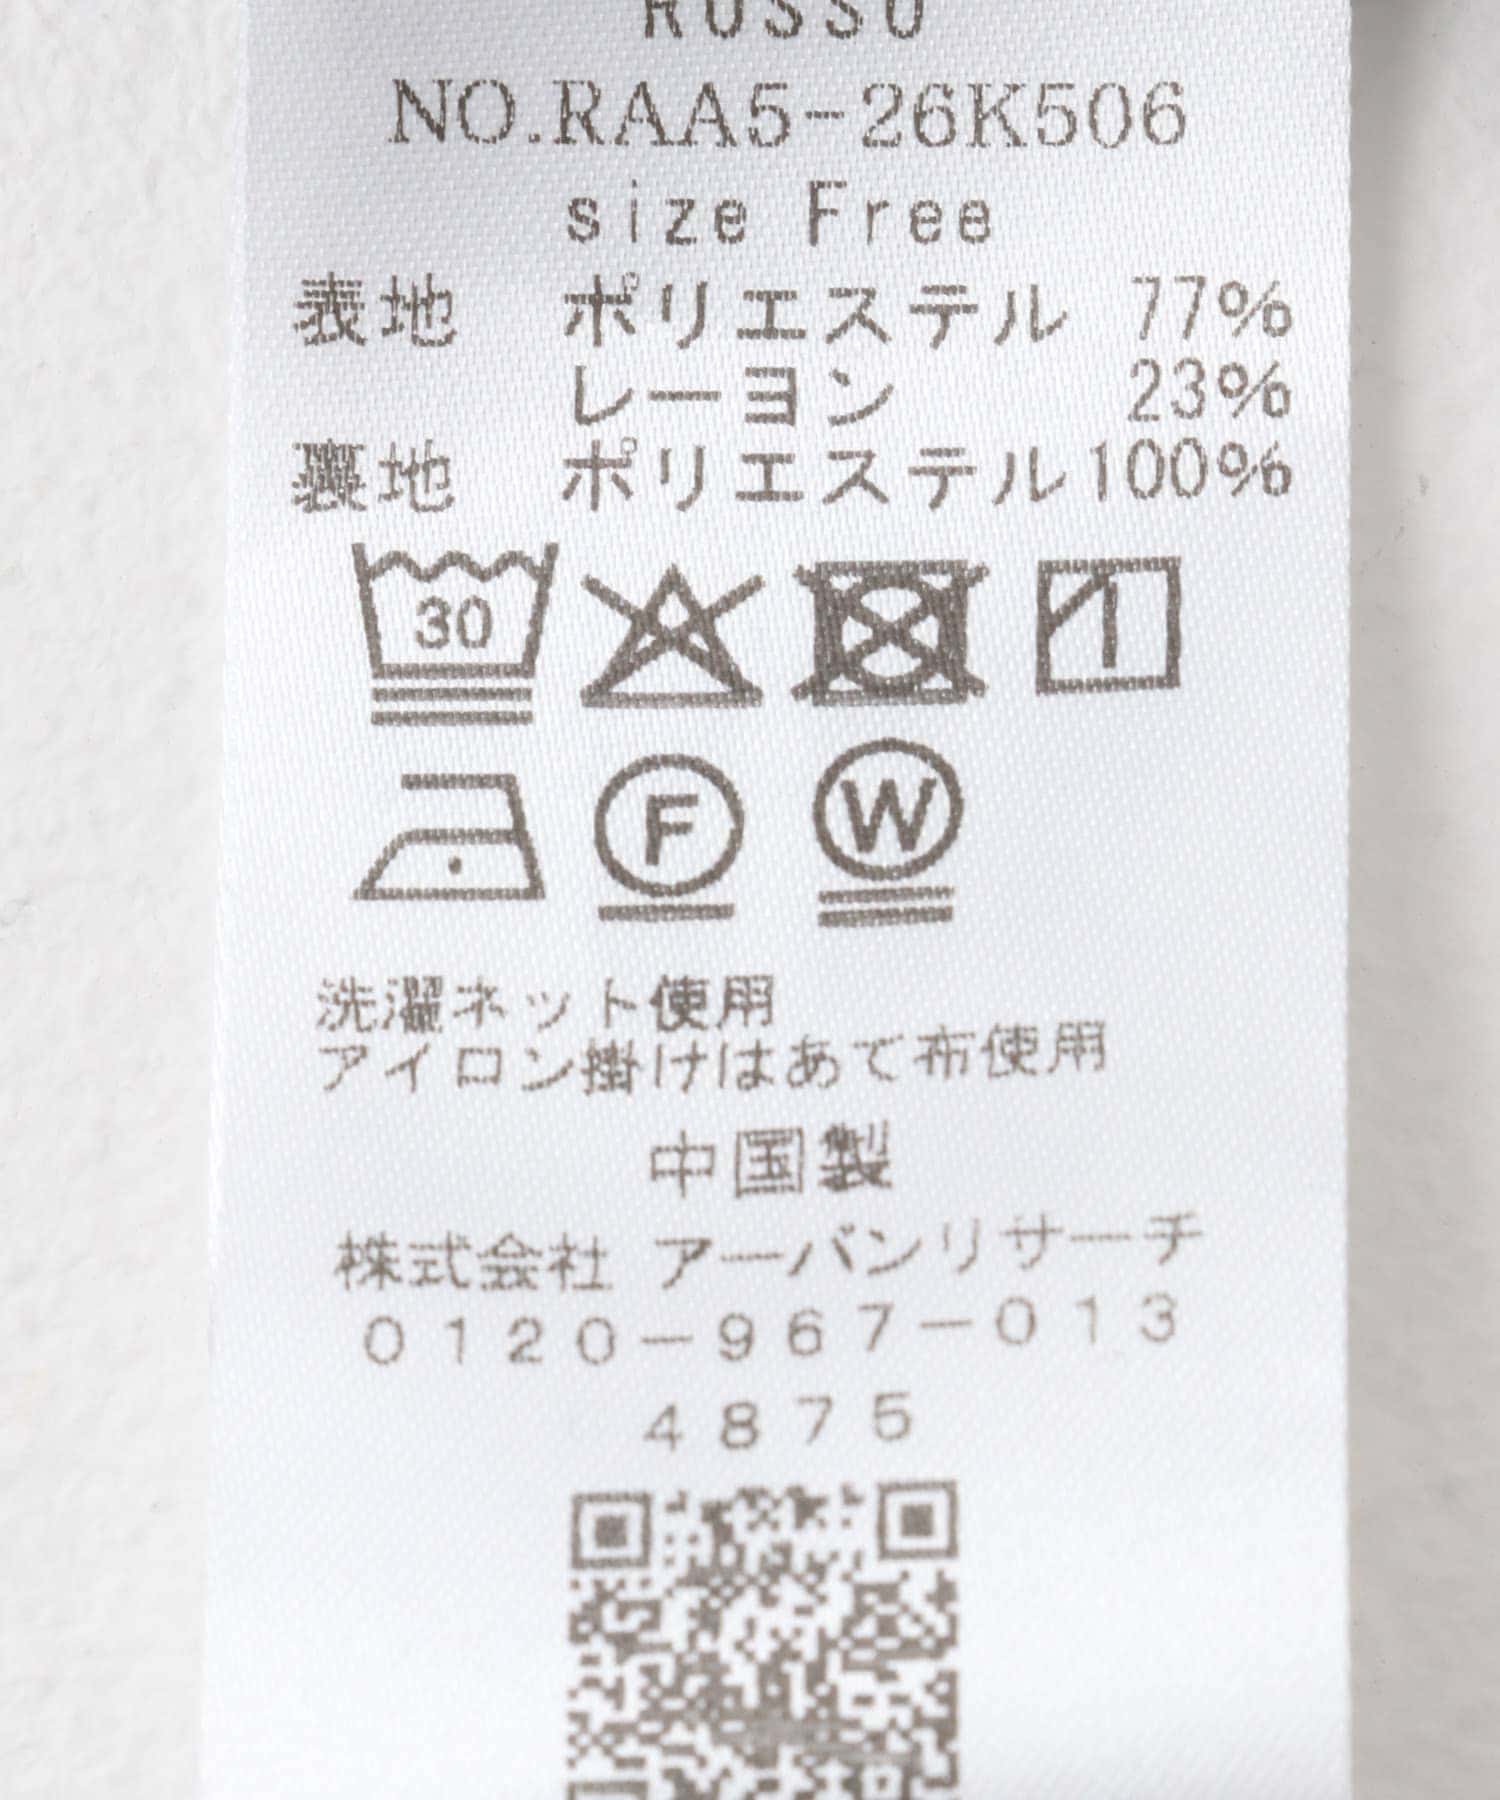 ROSSO
NO.RAA5-26K506
size Free
表地 ポリエステル 77%
レーヨン 23%
裏地 ポリエステル100%
30
F W
洗濯ネット使用
アイロン掛けはあて布使用
中国製
株式会社 アーバンリサーチ
0120-967-013
4875